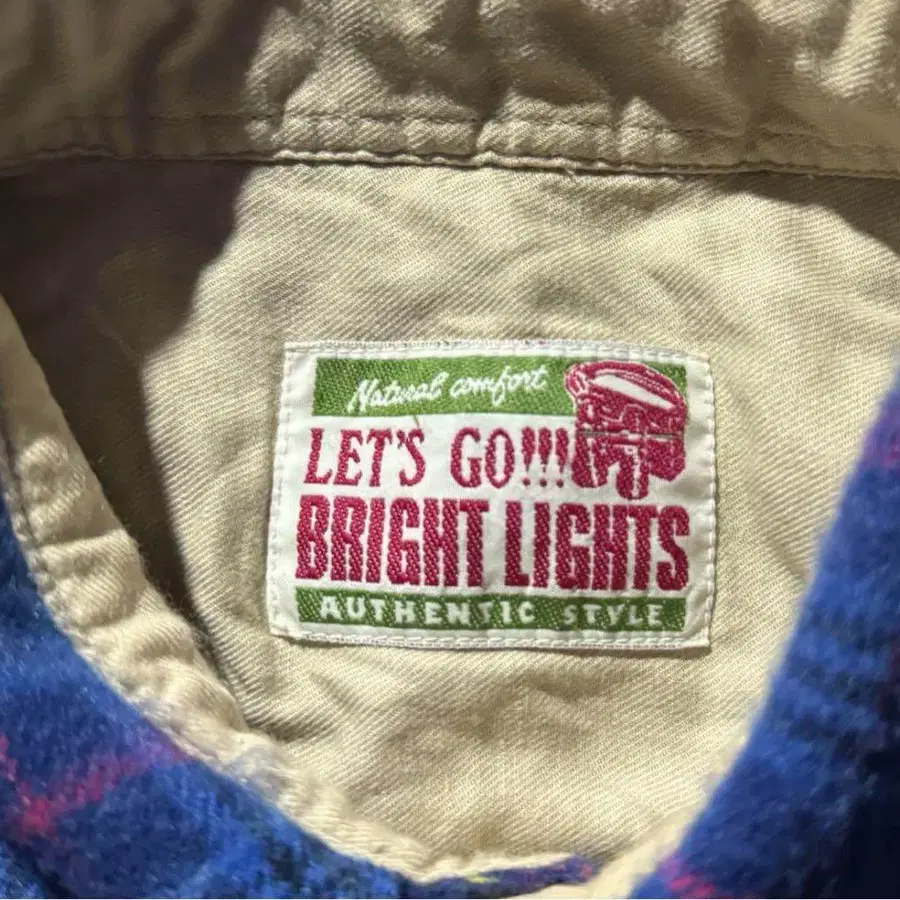 Natural comfort
LET'S GO!!!
BRIGHT LIGHTS
AUTHENTIC STYLE